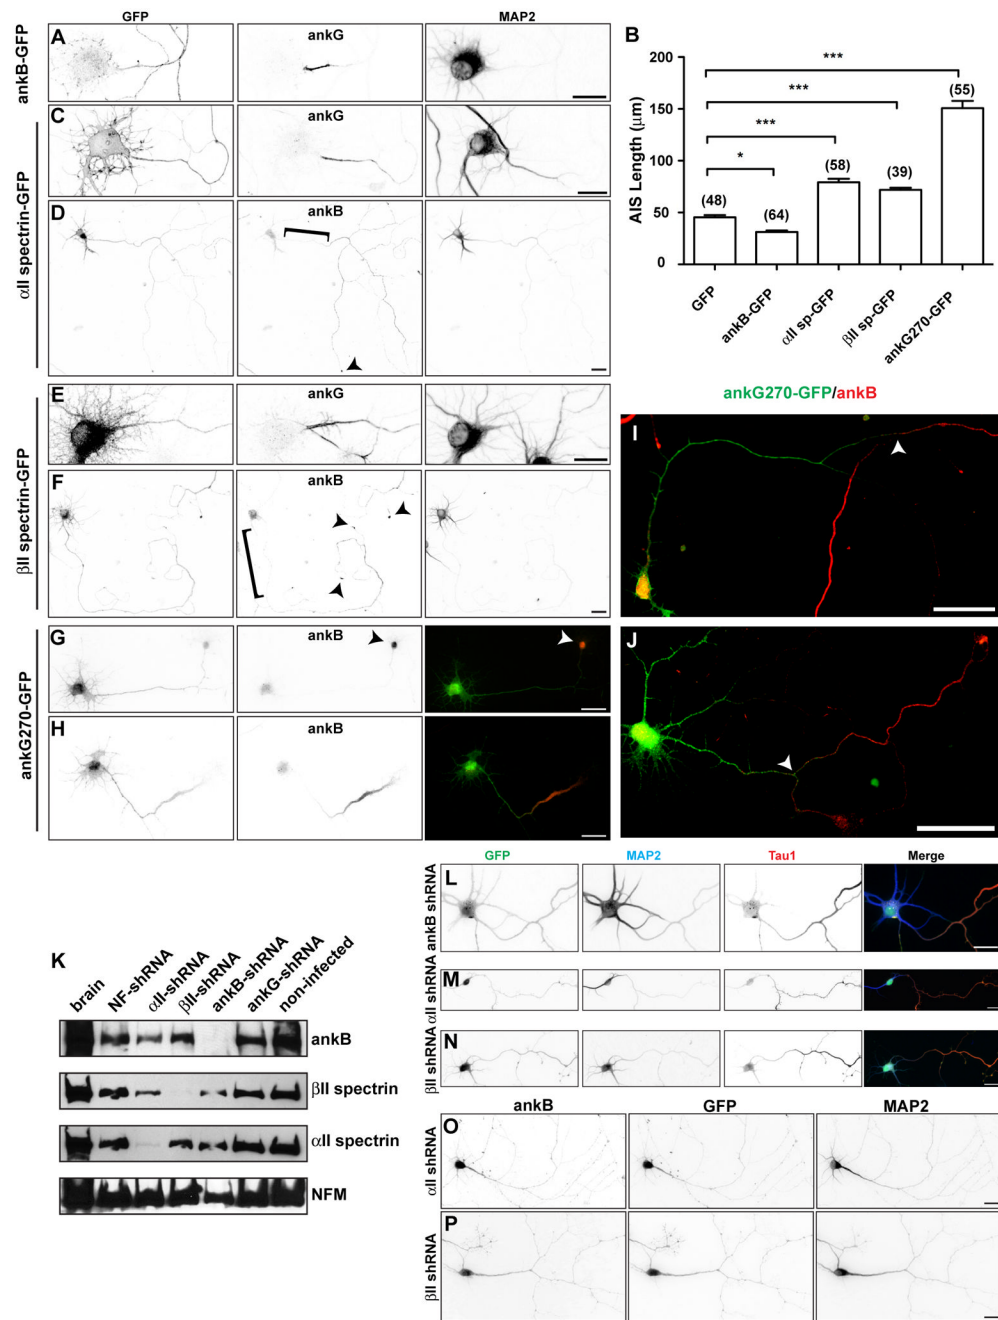 GFP
MAP2
ankB-GFP
A
ankG
αII spectrin-GFP
C
ankG
D
ankB
βII spectrin-GFP
E
ankG
F
ankB
ankG270-GFP
G
ankB
H
ankB
B
AIS Length (μm)
200
150
100
50
0
***
***
***
*
(48)
(64)
(58)
(39)
(55)
GFP
ankB-GFP
αII sp-GFP
βII sp-GFP
ankG270-GFP
ankG270-GFP/ankB
I
J
K
brain
NF-shRNA
αII-shRNA
βII-shRNA
ankB-shRNA
ankG-shRNA
non-infected
ankB
βII spectrin
αII spectrin
NFM
GFP
MAP2
Tau1
Merge
ankB shRNA
L
αII shRNA
M
βII shRNA
N
ankB
GFP
MAP2
αII shRNA
O
βII shRNA
P